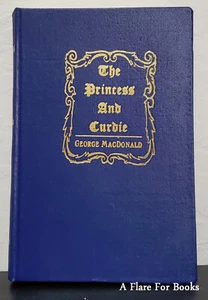 The
Princess
And
Curdie
GEORGE MACDONALD
A Flare For Books